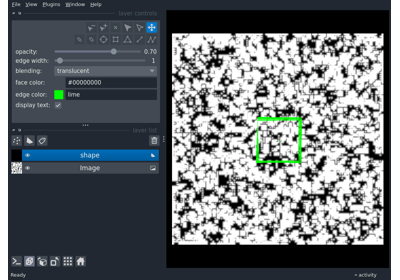 File View Plugins Window Help
layer controls
opacity: 0.70
edge width: 1
blending: translucent
face color: #00000000
edge color: lime
display text:
layer list
shape
Image
Ready
activity